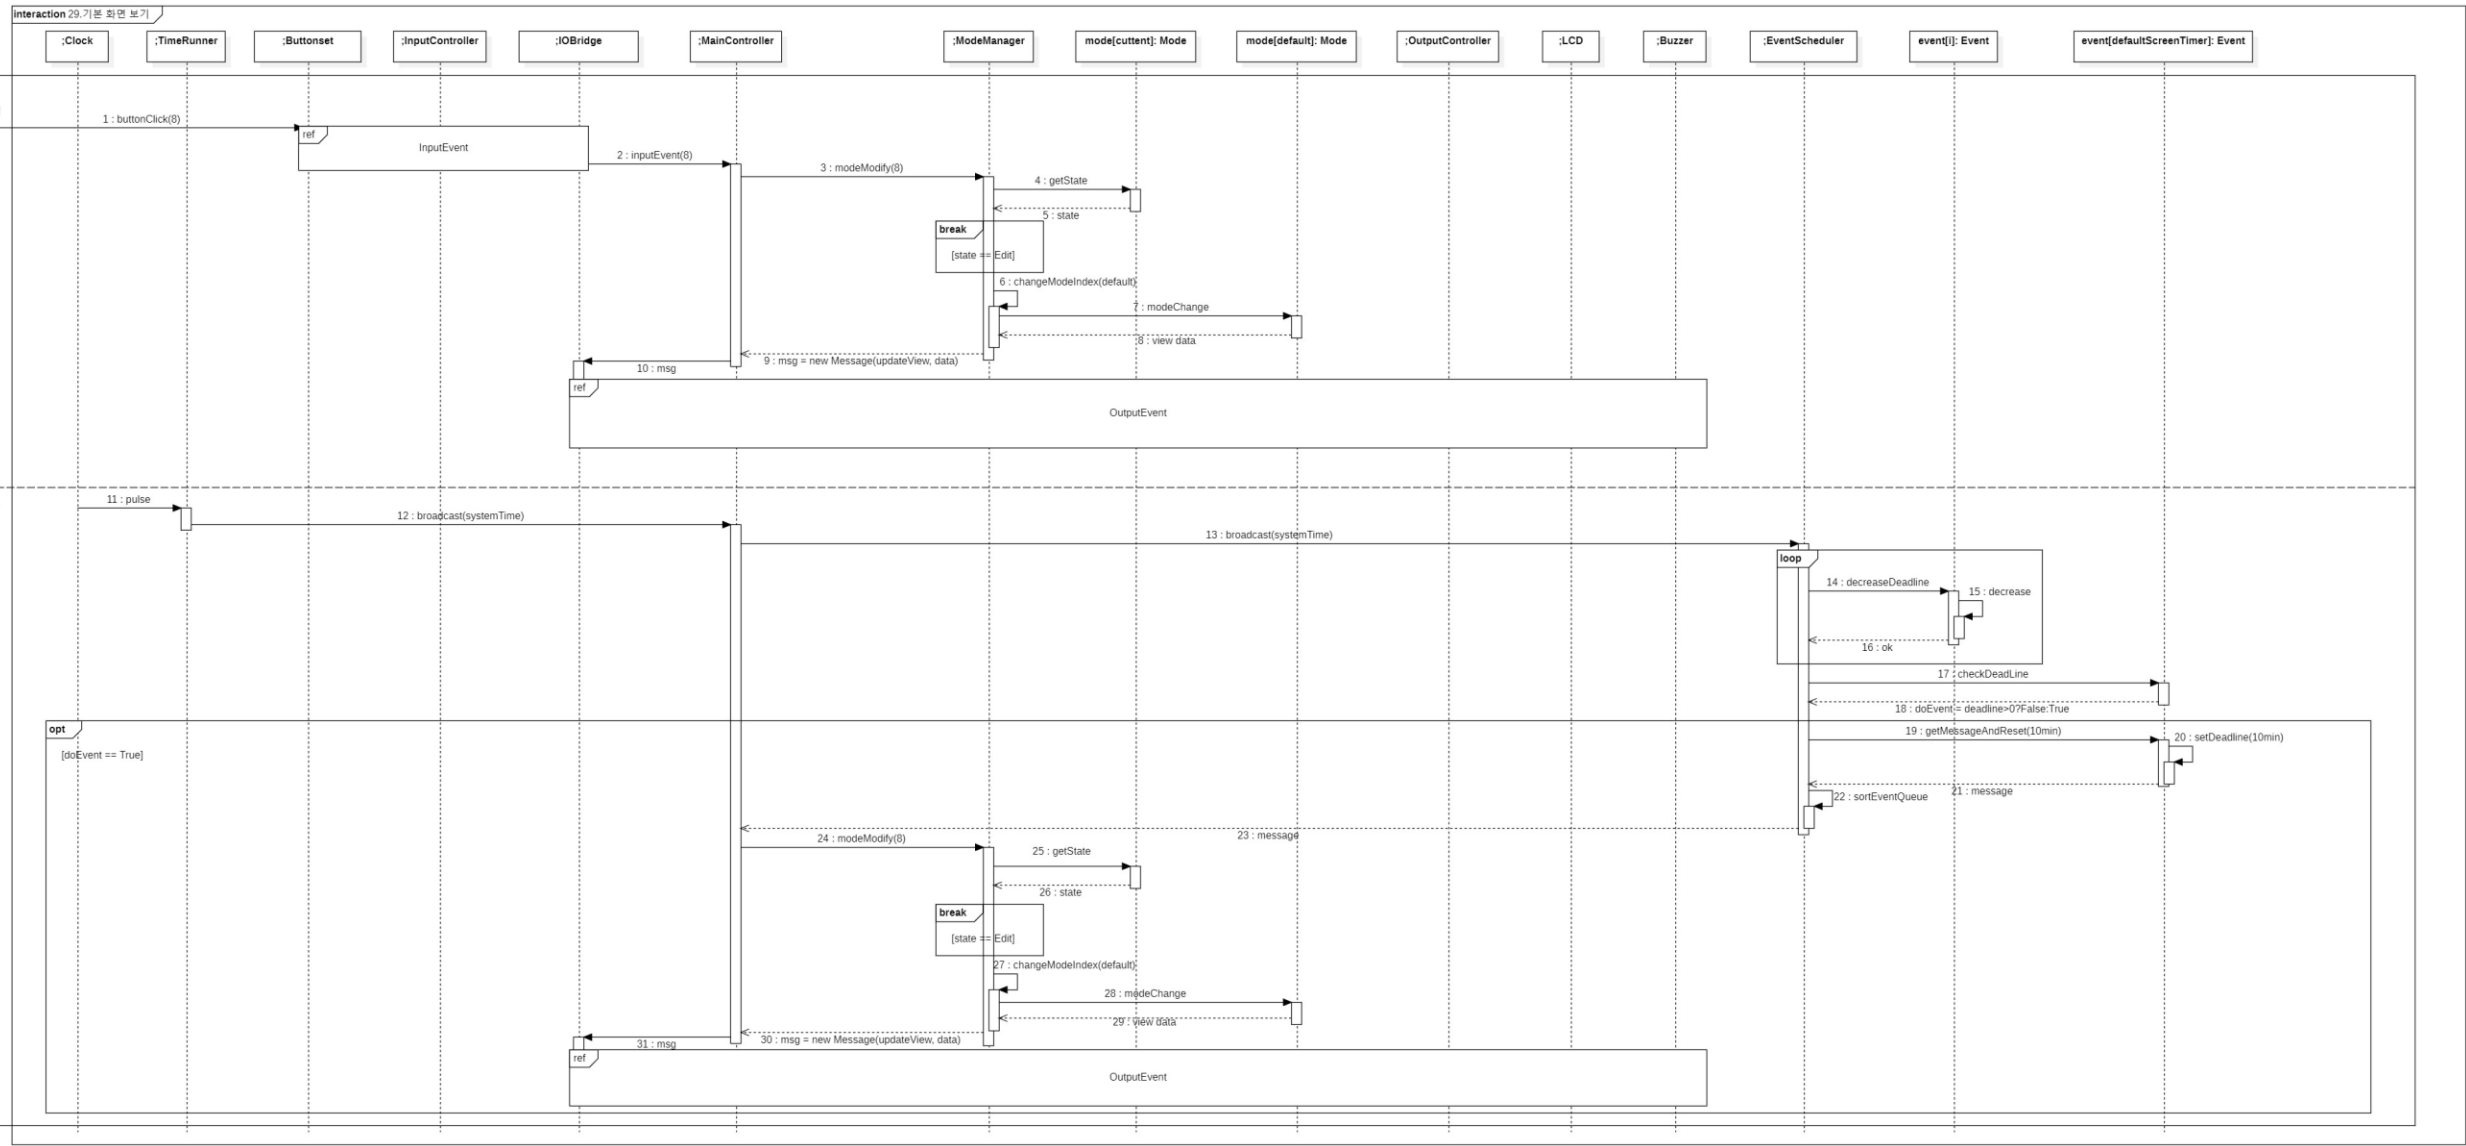 interaction 29.기본 화면 보기
;Clock
;TimeRunner
;Buttonset
;InputController
;IOBridge
;MainController
;ModeManager
mode[cuttent]: Mode
mode[default]: Mode
;OutputController
;LCD
;Buzzer
;EventScheduler
event[i]: Event
event[defaultScreenTimer]: Event
1 : buttonClick(8)
ref
InputEvent
2 : inputEvent(8)
3 : modeModify(8)
4 : getState
5 : state
break
[state == Edit]
6 : changeModeIndex(default)
7 : modeChange
8 : view data
9 : msg = new Message(updateView, data)
10 : msg
ref
OutputEvent
11 : pulse
12 : broadcast(systemTime)
13 : broadcast(systemTime)
loop
14 : decreaseDeadline
15 : decrease
16 : ok
17 : checkDeadLine
18 : doEvent = deadline>0?False:True
opt
[doEvent == True]
19 : getMessageAndReset(10min)
20 : setDeadline(10min)
21 : message
22 : sortEventQueue
23 : message
24 : modeModify(8)
25 : getState
26 : state
break
[state == Edit]
27 : changeModeIndex(default)
28 : modeChange
29 : view data
30 : msg = new Message(updateView, data)
31 : msg
ref
OutputEvent